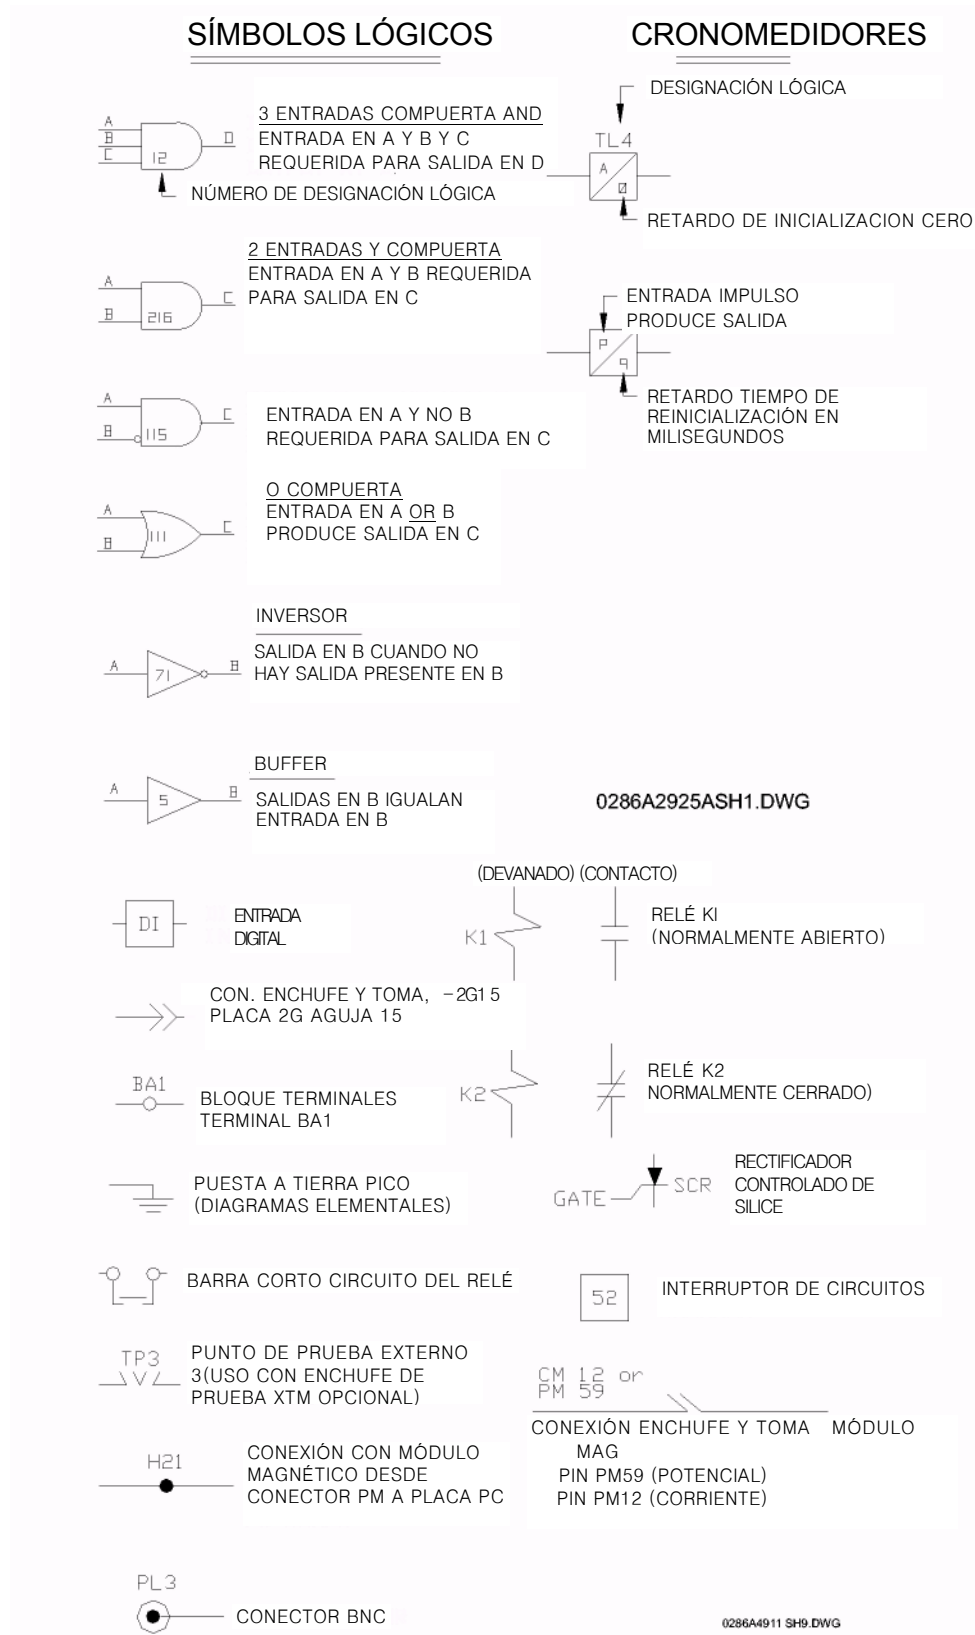 SÍMBOLOS LÓGICOS
CRONOMEDIDORES
A
B
C
12
D
3 ENTRADAS COMPUERTA AND
ENTRADA EN A Y B Y C
REQUERIDA PARA SALIDA EN D
NÚMERO DE DESIGNACIÓN LÓGICA
DESIGNACIÓN LÓGICA
TL4
A
0
RETARDO DE INICIALIZACION CERO
A
B
216
C
2 ENTRADAS Y COMPUERTA
ENTRADA EN A Y B REQUERIDA
PARA SALIDA EN C
ENTRADA IMPULSO
PRODUCE SALIDA
P
9
RETARDO TIEMPO DE
REINICIALIZACIÓN EN
MILISEGUNDOS
A
B
115
C
ENTRADA EN A Y NO B
REQUERIDA PARA SALIDA EN C
A
B
111
C
O COMPUERTA
ENTRADA EN A OR B
PRODUCE SALIDA EN C
A
71
B
INVERSOR
SALIDA EN B CUANDO NO
HAY SALIDA PRESENTE EN B
A
5
B
BUFFER
SALIDAS EN B IGUALAN
ENTRADA EN B
0286A2925ASH1.DWG
(DEVANADO) (CONTACTO)
DI
ENTRADA
DIGITAL
K1
RELÉ KI
(NORMALMENTE ABIERTO)
CON. ENCHUFE Y TOMA, -2G15
PLACA 2G AGUJA 15
BA1
BLOQUE TERMINALES
TERMINAL BA1
K2
RELÉ K2
NORMALMENTE CERRADO)
PUESTA A TIERRA PICO
(DIAGRAMAS ELEMENTALES)
GATE
SCR
RECTIFICADOR
CONTROLADO DE
SILICE
BARRA CORTO CIRCUITO DEL RELÉ
52
INTERRUPTOR DE CIRCUITOS
TP3
PUNTO DE PRUEBA EXTERNO
3(USO CON ENCHUFE DE
PRUEBA XTM OPCIONAL)
CM 12 or
PM 59
CONEXIÓN ENCHUFE Y TOMA MÓDULO
MAG
PIN PM59 (POTENCIAL)
PIN PM12 (CORRIENTE)
H21
CONEXIÓN CON MÓDULO
MAGNÉTICO DESDE
CONECTOR PM A PLACA PC
PL3
CONECTOR BNC
0286A4911 SH9.DWG